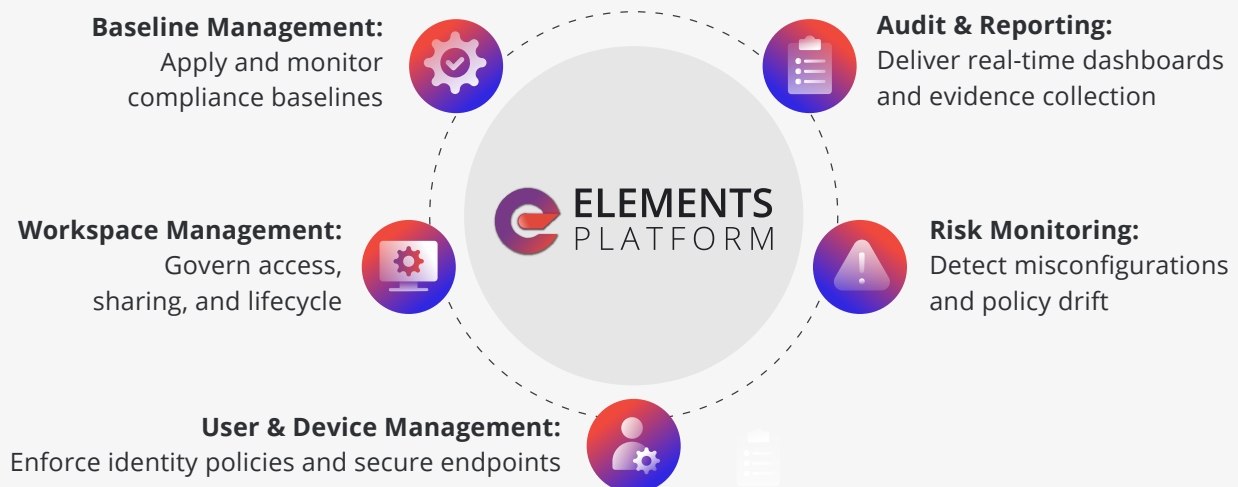 Baseline Management:
Apply and monitor
compliance baselines
Audit & Reporting:
Deliver real-time dashboards
and evidence collection
ELEMENTS
PLATFORM
Workspace Management:
Govern access,
sharing, and lifecycle
Risk Monitoring:
Detect misconfigurations
and policy drift
User & Device Management:
Enforce identity policies and secure endpoints